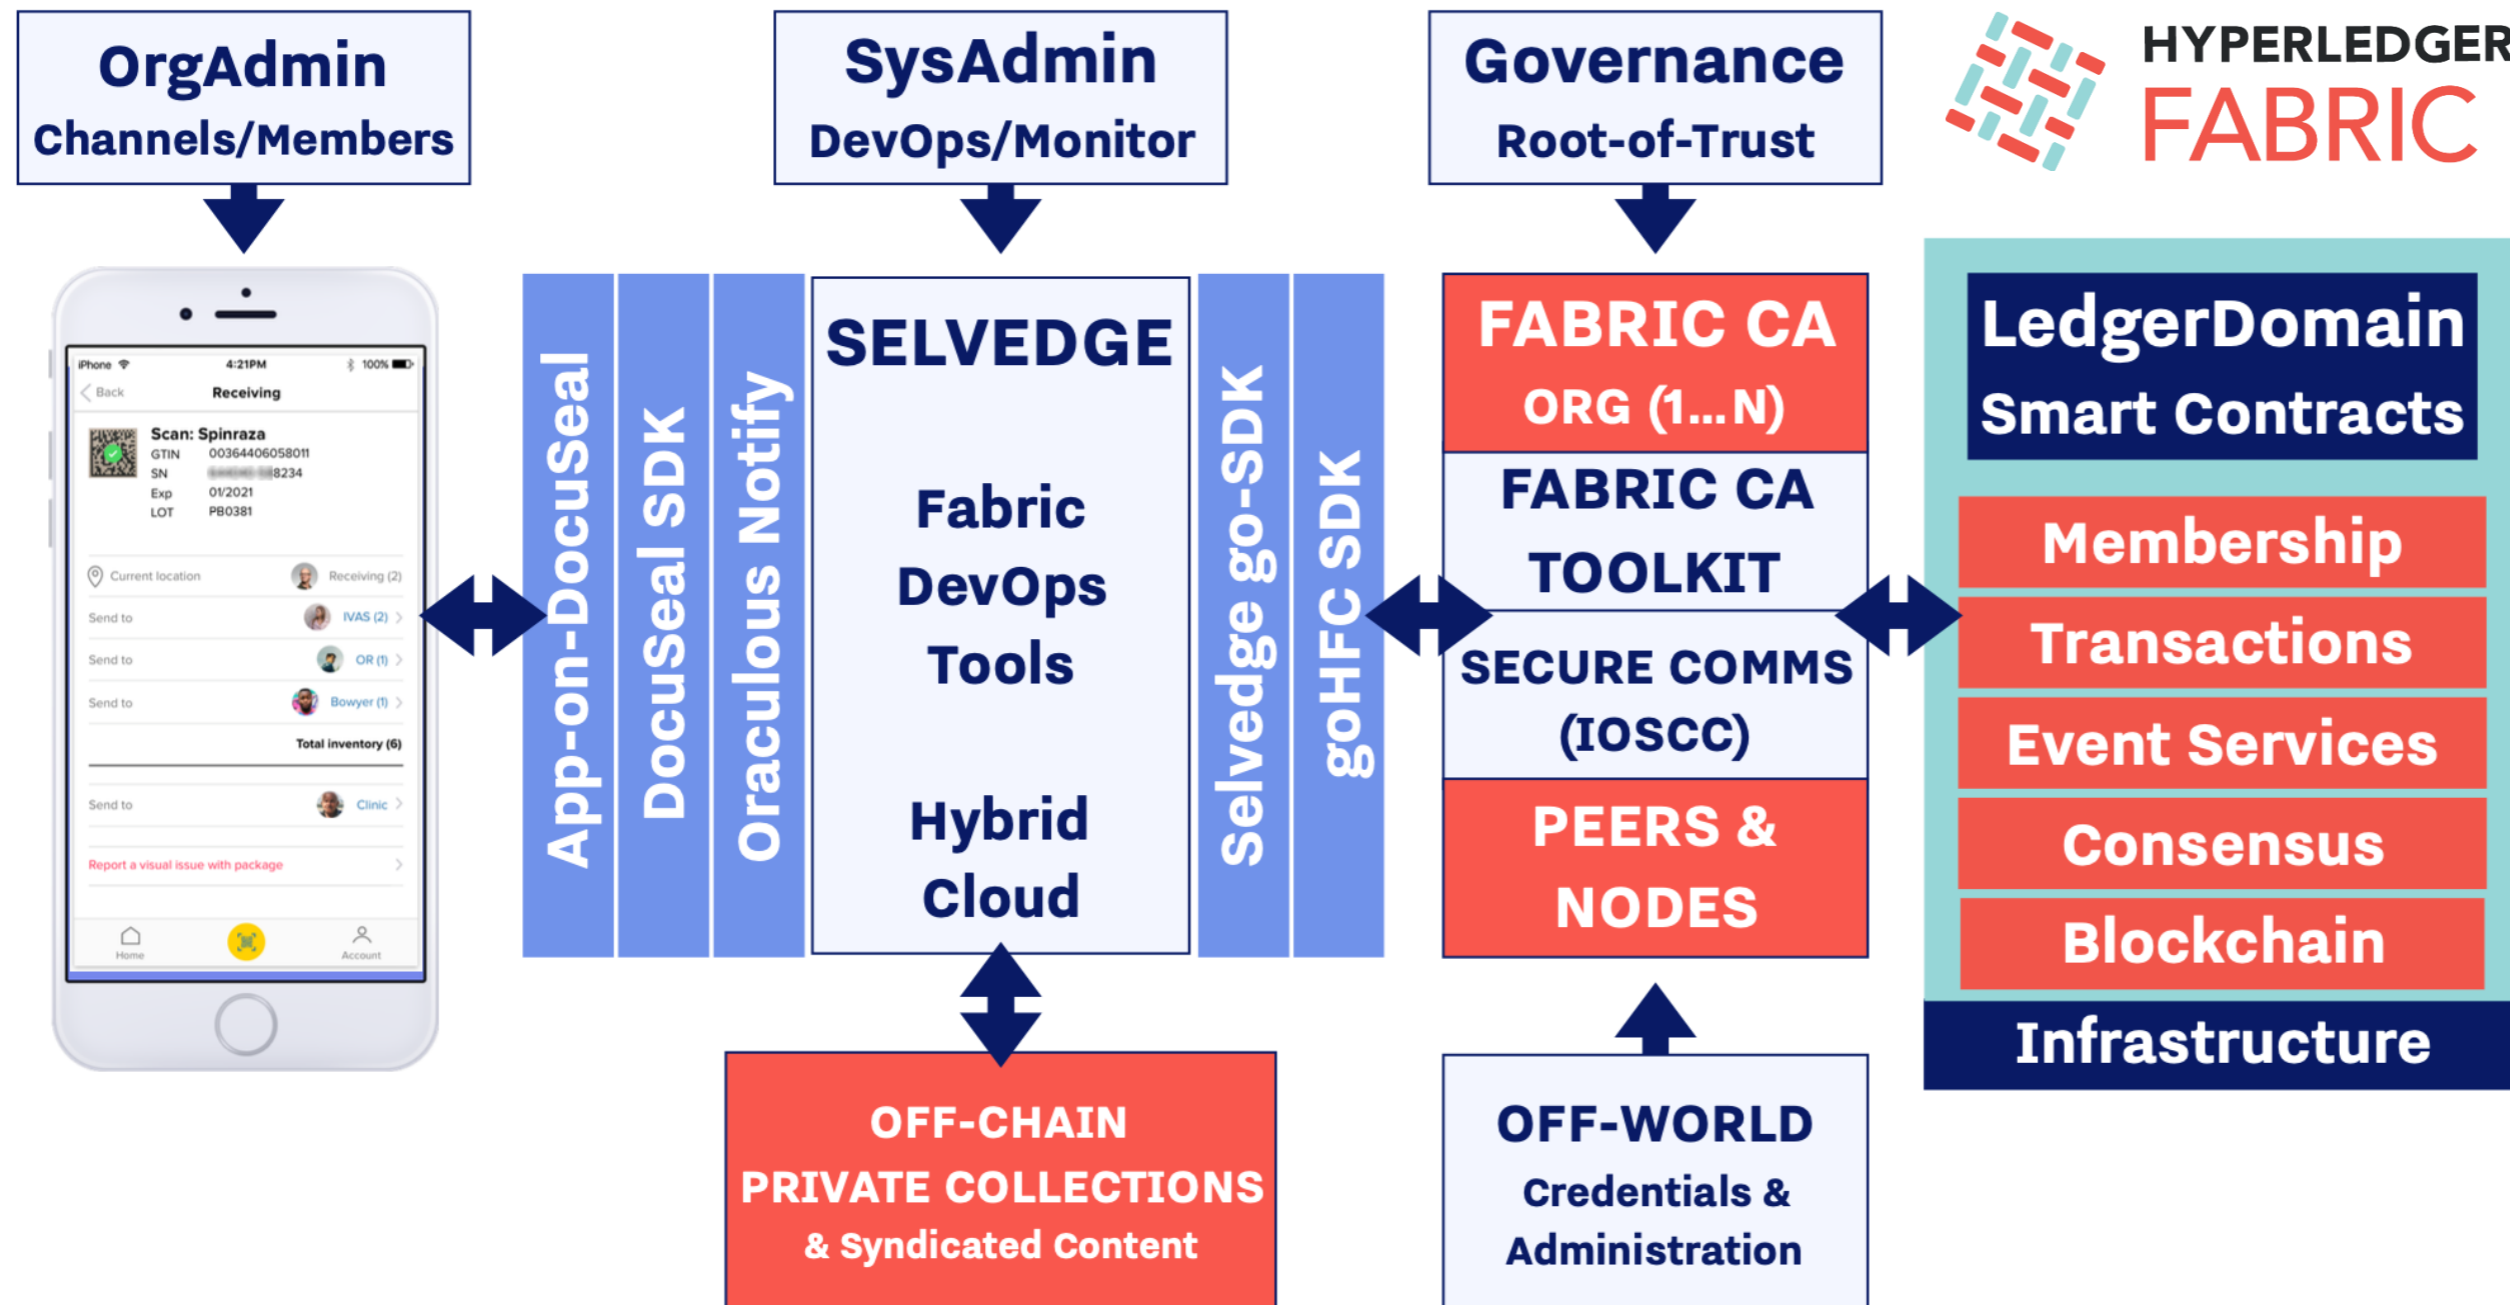 OrgAdmin
Channels/Members
SysAdmin
DevOps/Monitor
Governance
Root-of-Trust
HYPERLEDGER
FABRIC
iPhone 4:21PM 100%
Back Receiving
Scan: Spinraza
GTIN 00364406058011
SN 8234
Exp 01/2021
LOT PB0381
Current location Receiving (2)
Send to IVAS (2)
Send to OR (1)
Send to Bowyer (1)
Total inventory (6)
Send to Clinic
Report a visual issue with package
Home Account
App-on-DocuSeal
DocuSeal SDK
Oraculous Notify
SELVEDGE
Fabric
DevOps
Tools
Hybrid
Cloud
Selvedge go-SDK
goHFC SDK
FABRIC CA
ORG (1...N)
FABRIC CA
TOOLKIT
SECURE COMMS
(IOSCC)
PEERS &
NODES
LedgerDomain
Smart Contracts
Membership
Transactions
Event Services
Consensus
Blockchain
Infrastructure
OFF-CHAIN
PRIVATE COLLECTIONS
& Syndicated Content
OFF-WORLD
Credentials &
Administration